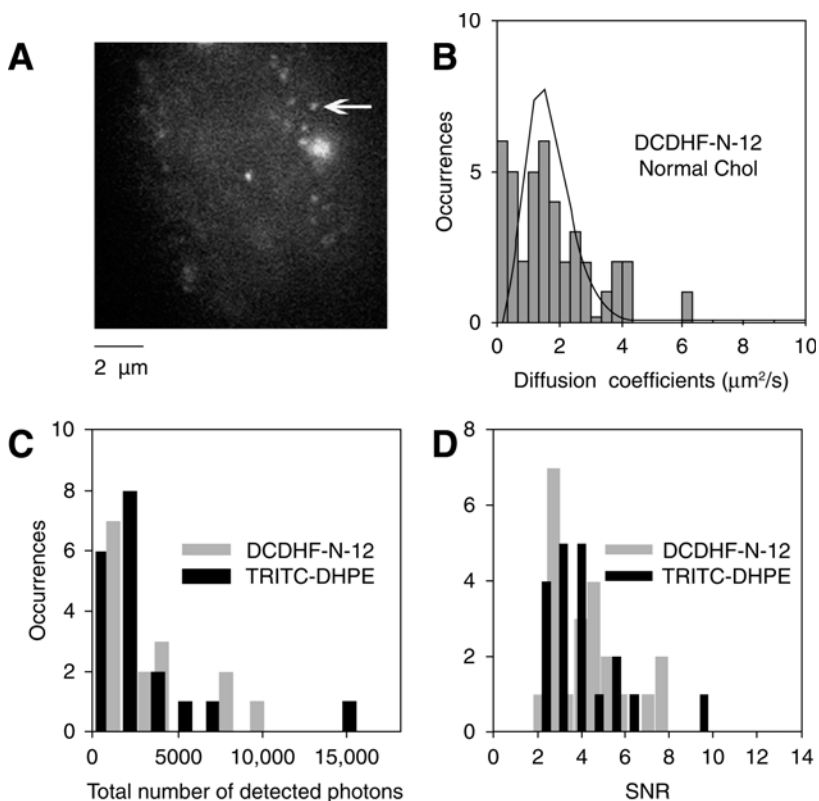 A
2 μm
B
10
5
0
Occurrences
DCDHF-N-12
Normal Chol
0 2 4 6 8 10
Diffusion coefficients (μm²/s)
C
10
8
6
4
2
0
Occurrences
DCDHF-N-12
TRITC-DHPE
0 5000 10,000 15,000
Total number of detected photons
D
8
6
4
2
0
DCDHF-N-12
TRITC-DHPE
0 2 4 6 8 10 12 14
SNR